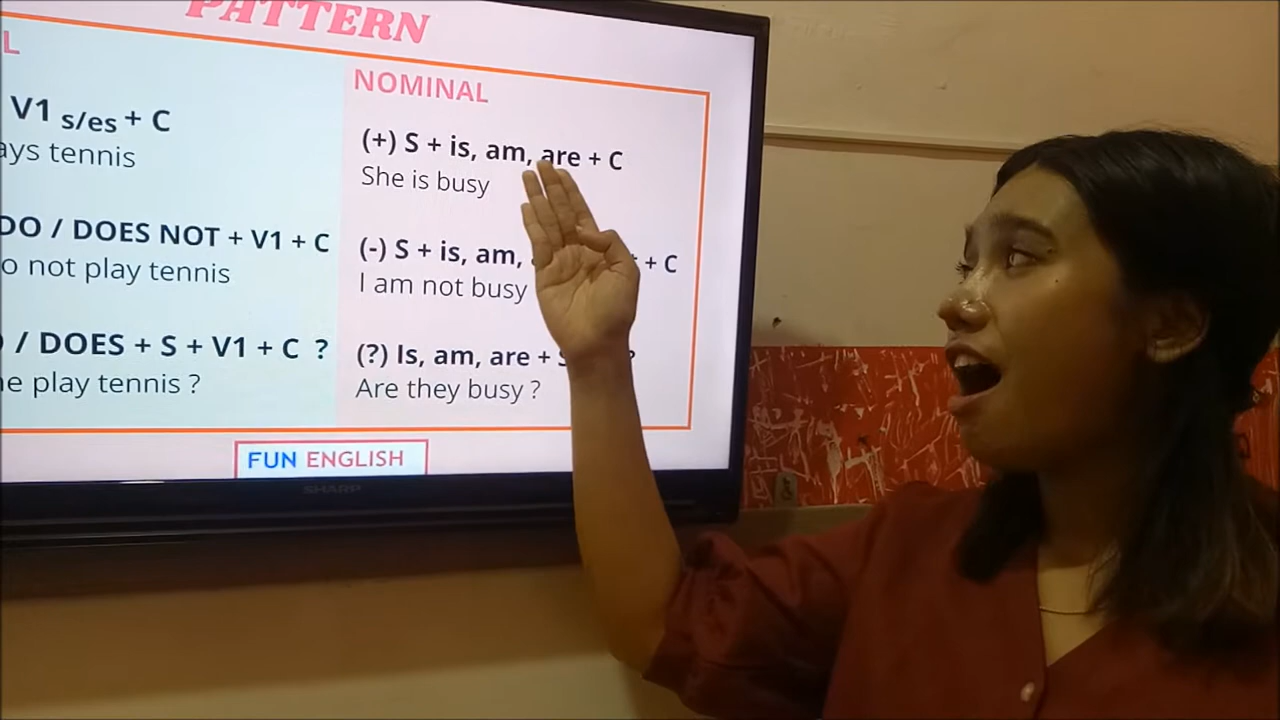 PATTERN
L
V1 s/es + C
ays tennis
DO / DOES NOT + V1 + C
o not play tennis
/ DOES + S + V1 + C ?
e play tennis ?
NOMINAL
(+) S + is, am, are + C
She is busy
(-) S + is, am, + C
I am not busy
(?) Is, am, are + S ?
Are they busy ?
FUN ENGLISH
SHARP